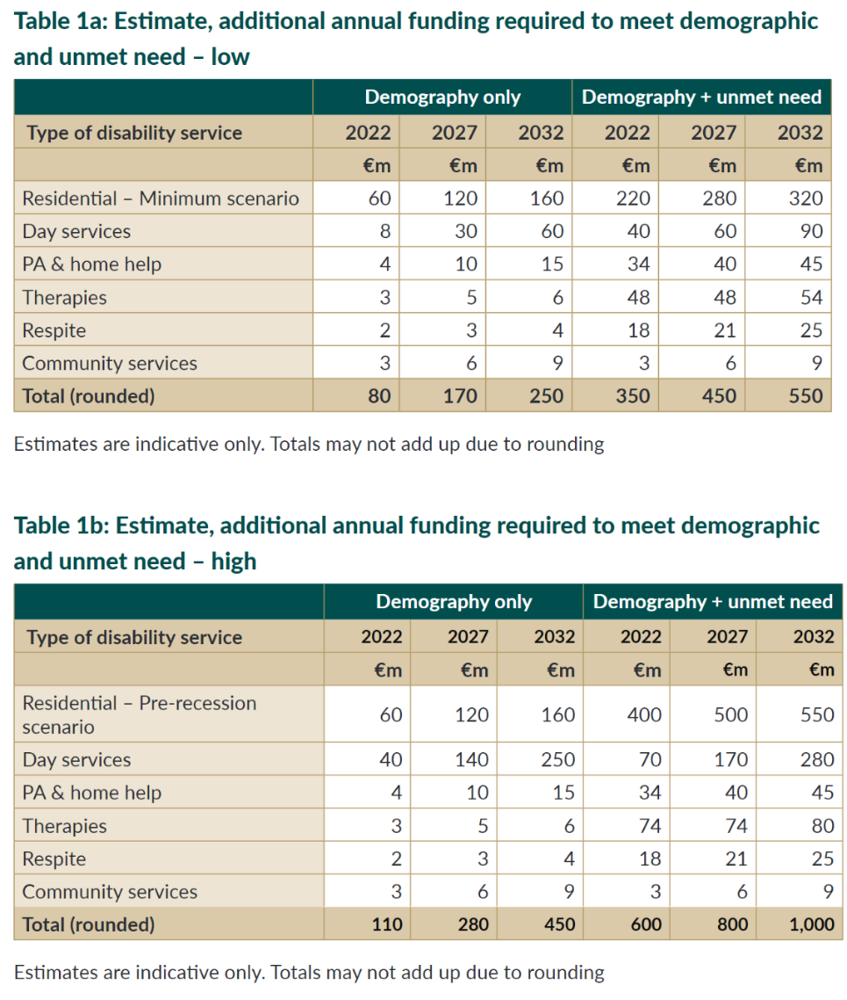 Table 1a: Estimate, additional annual funding required to meet demographic
and unmet need – low
Demography only Demography + unmet need
Type of disability service 2022 2027 2032 2022 2027 2032
€m €m €m €m €m €m
Residential – Minimum scenario 60 120 160 220 280 320
Day services 8 30 60 40 60 90
PA & home help 4 10 15 34 40 45
Therapies 3 5 6 48 48 54
Respite 2 3 4 18 21 25
Community services 3 6 9 3 6 9
Total (rounded) 80 170 250 350 450 550
Estimates are indicative only. Totals may not add up due to rounding
Table 1b: Estimate, additional annual funding required to meet demographic
and unmet need – high
Demography only Demography + unmet need
Type of disability service 2022 2027 2032 2022 2027 2032
€m €m €m €m €m €m
Residential – Pre-recession
scenario 60 120 160 400 500 550
Day services 40 140 250 70 170 280
PA & home help 4 10 15 34 40 45
Therapies 3 5 6 74 74 80
Respite 2 3 4 18 21 25
Community services 3 6 9 3 6 9
Total (rounded) 110 280 450 600 800 1,000
Estimates are indicative only. Totals may not add up due to rounding